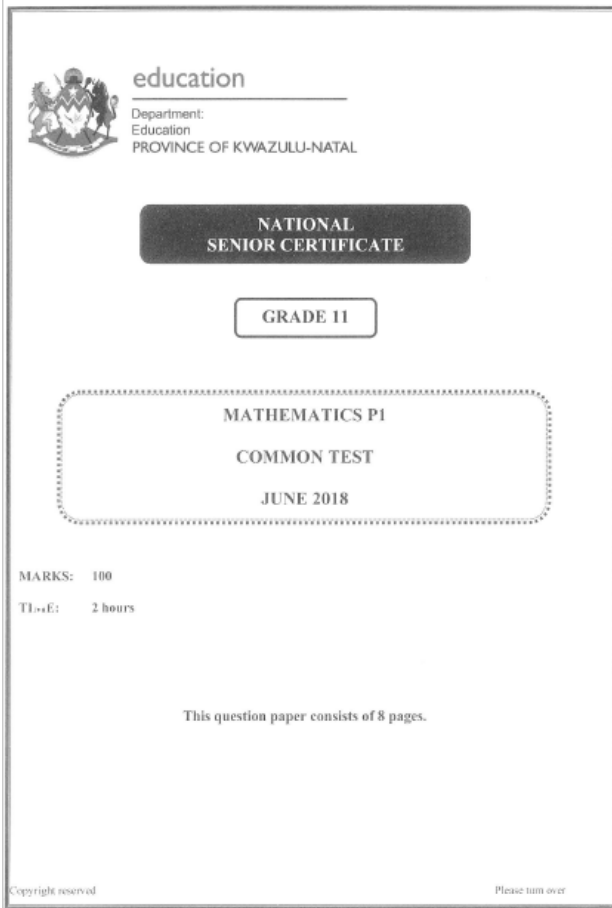 education
Department:
Education
PROVINCE OF KWAZULU-NATAL
NATIONAL
SENIOR CERTIFICATE
GRADE 11
MATHEMATICS P1
COMMON TEST
JUNE 2018
MARKS: 100
2 hours
This question paper consists of 8 pages.
Copyright reserved
Please turn over